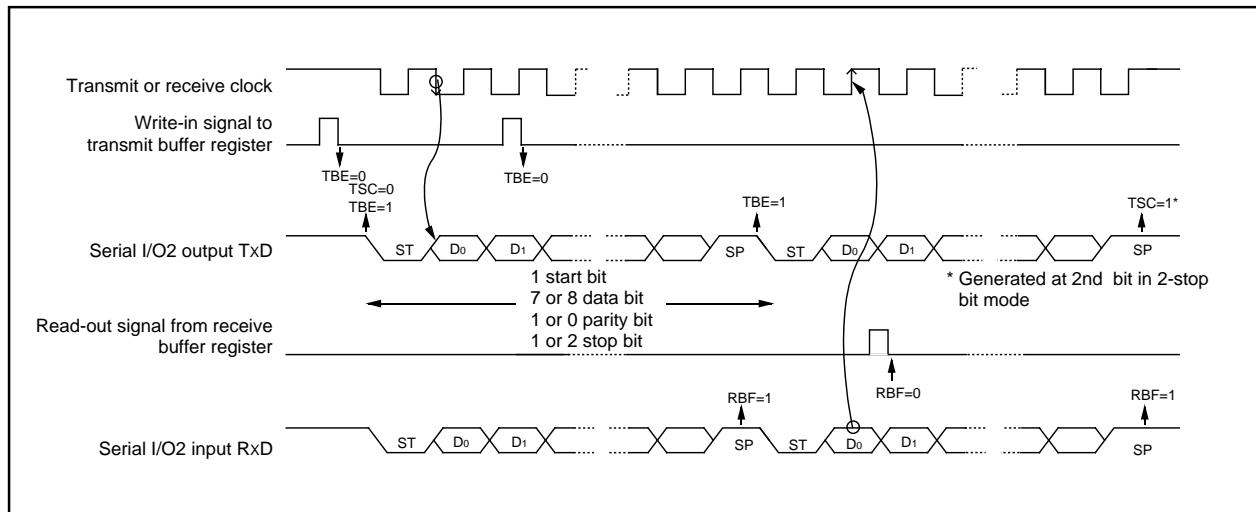 Transmit or receive clock
Write-in signal to
transmit buffer register
TBE=0
TSC=0
TBE=1
TBE=0
TBE=1
TSC=1*
Serial I/O2 output TxD
ST
D0
D1
SP
ST
D0
D1
SP
1 start bit
7 or 8 data bit
1 or 0 parity bit
1 or 2 stop bit
* Generated at 2nd bit in 2-stop
bit mode
Read-out signal from receive
buffer register
RBF=0
RBF=1
RBF=1
Serial I/O2 input RxD
ST
D0
D1
SP
ST
D0
D1
SP